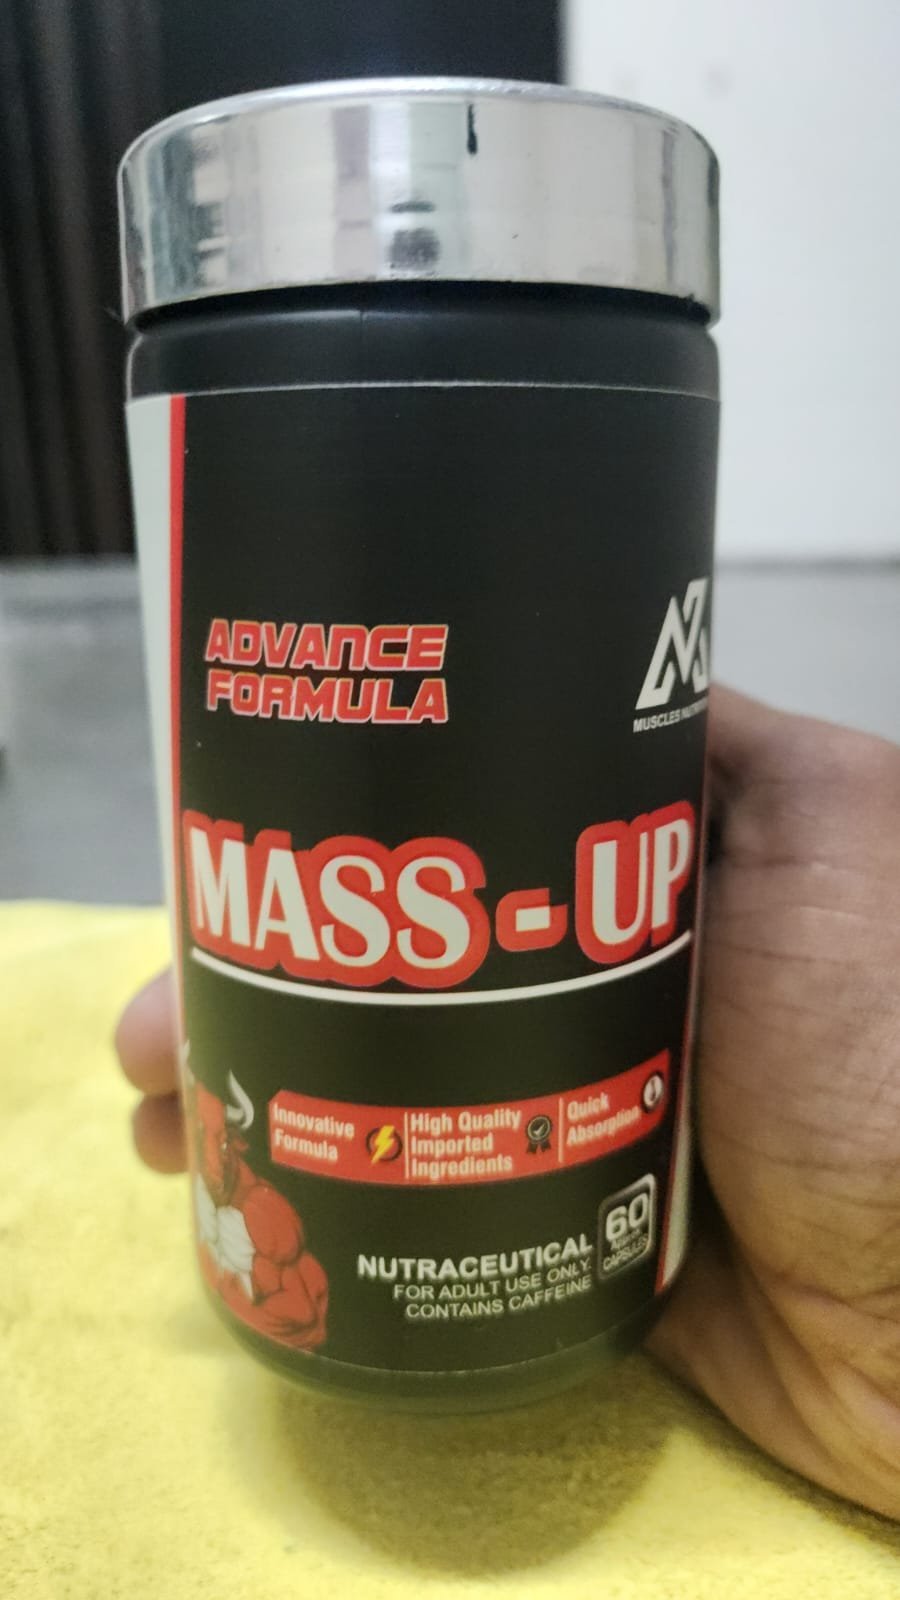 ADVANCE
FORMULA
MUSCLES
MASS - UP
Innovative
Formula
High Quality
Imported
Ingredients
Quick
Absorption
60
CAPSULES
NUTRACEUTICAL
FOR ADULT USE ONLY.
CONTAINS CAFFEINE